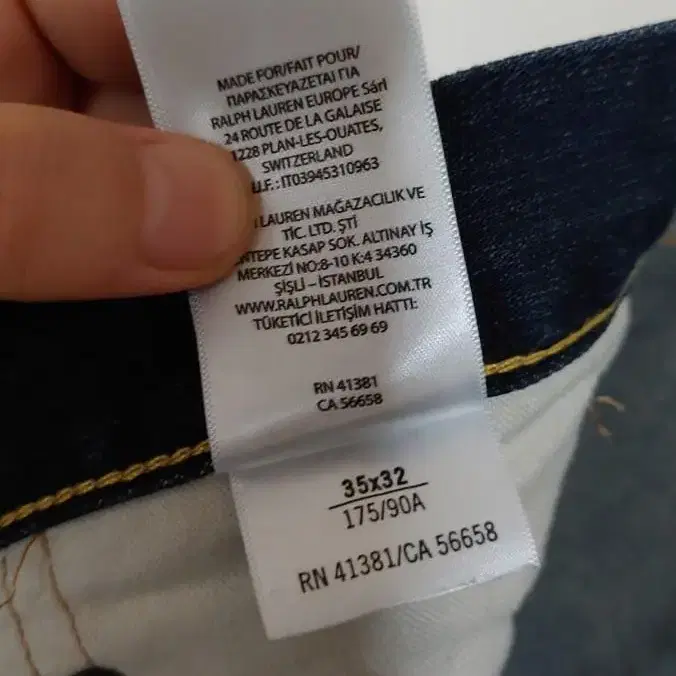 MADE FOR/FAIT POUR/
ΠΑΡΑΣΚΕΥΑΖΕΤΑΙ ΓΙΑ
RALPH LAUREN EUROPE Sárl
24 ROUTE DE LA GALAISE
1228 PLAN-LES-OUATES,
SWITZERLAND
U.F.: IT03945310963
LAUREN MAĞAZACILIK VE
TİC. LTD. ŞTİ
KASAP SOK. ALTINAY İŞ
MERKEZİ NO:8-10 K:4 34360
ŞİŞLİ – İSTANBUL
WWW.RALPHLAUREN.COM.TR
TÜKETİCİ İLETİŞİM HATTI:
0212 345 69 69
RN 41381
CA 56658
35x32
175/90A
RN 41381/CA 56658